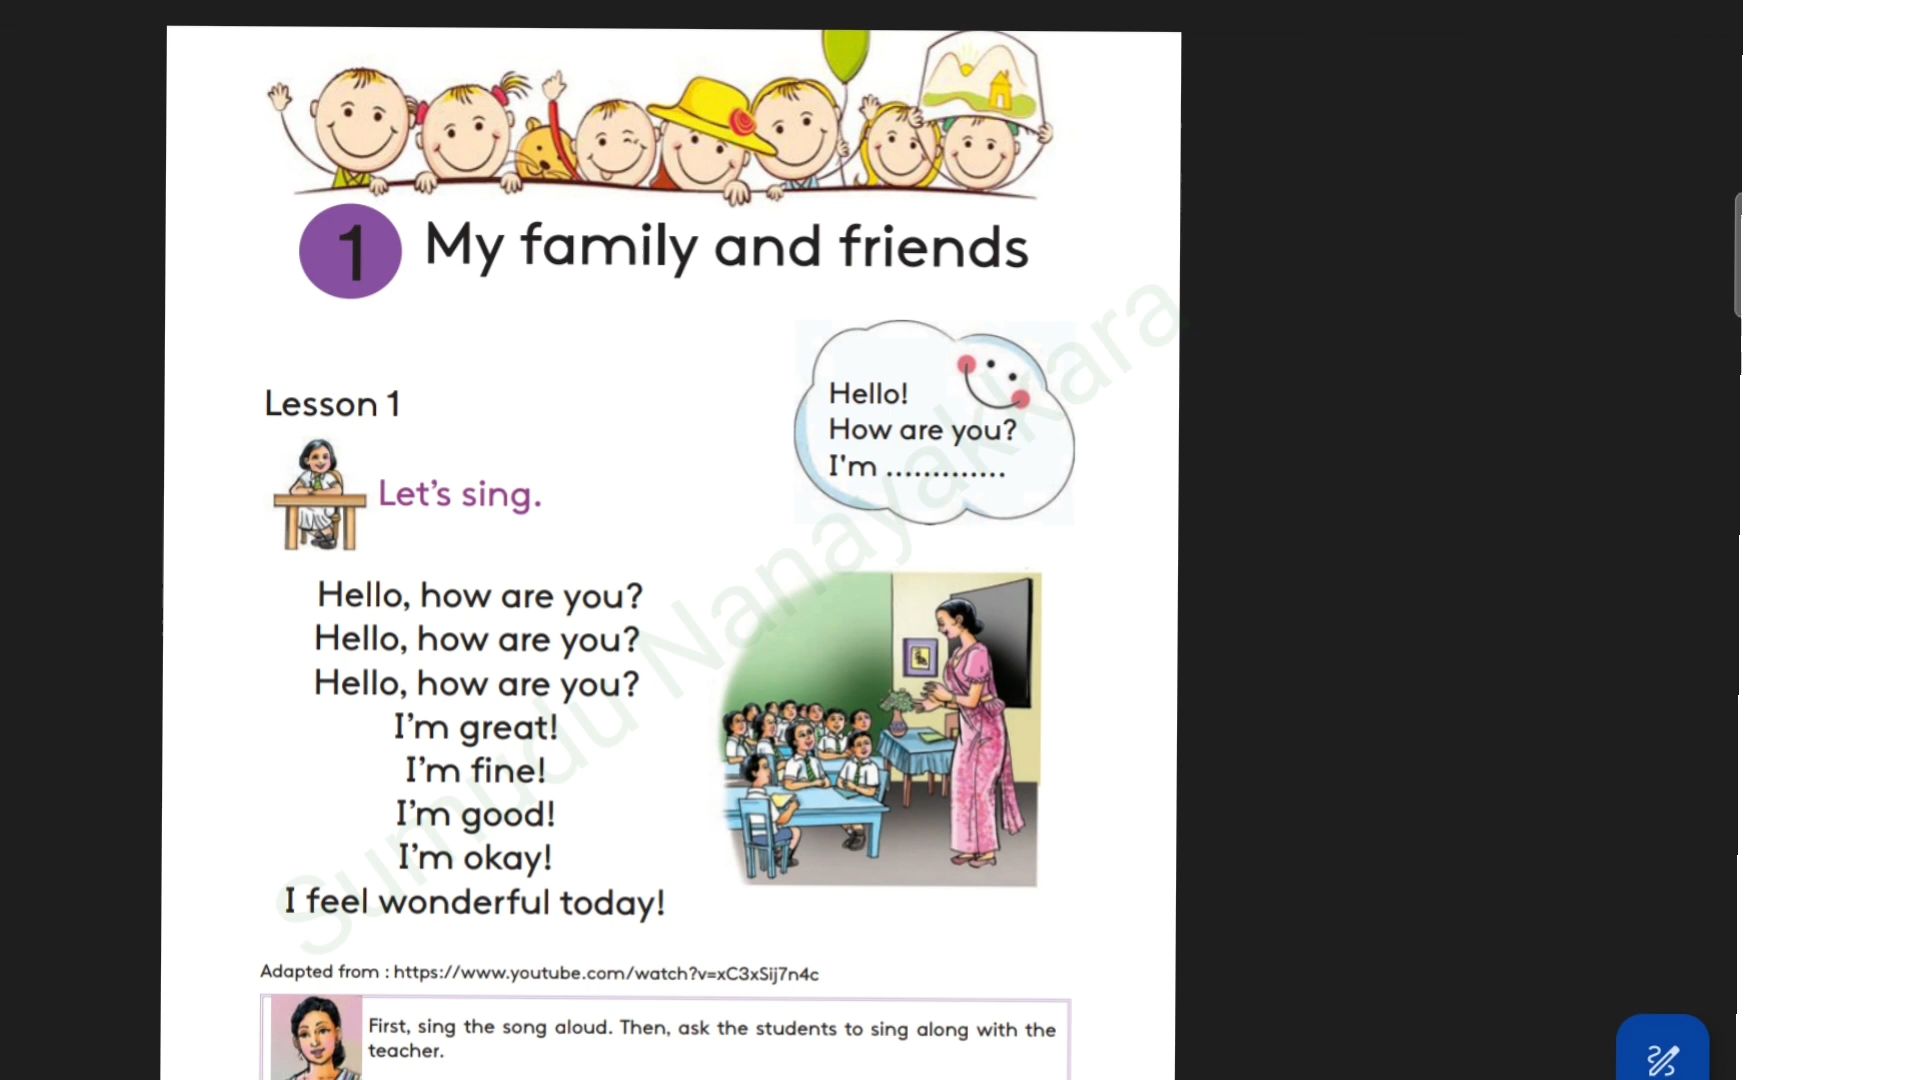 1 My family and friends
Hello!
How are you?
I'm .............
Lesson 1
Let's sing.
Hello, how are you?
Hello, how are you?
Hello, how are you?
I'm great!
I'm fine!
I'm good!
I'm okay!
I feel wonderful today!
Adapted from : https://www.youtube.com/watch?v=xC3xSij7n4c
First, sing the song aloud. Then, ask the students to sing along with the
teacher.
Sumudu Nanayakkara